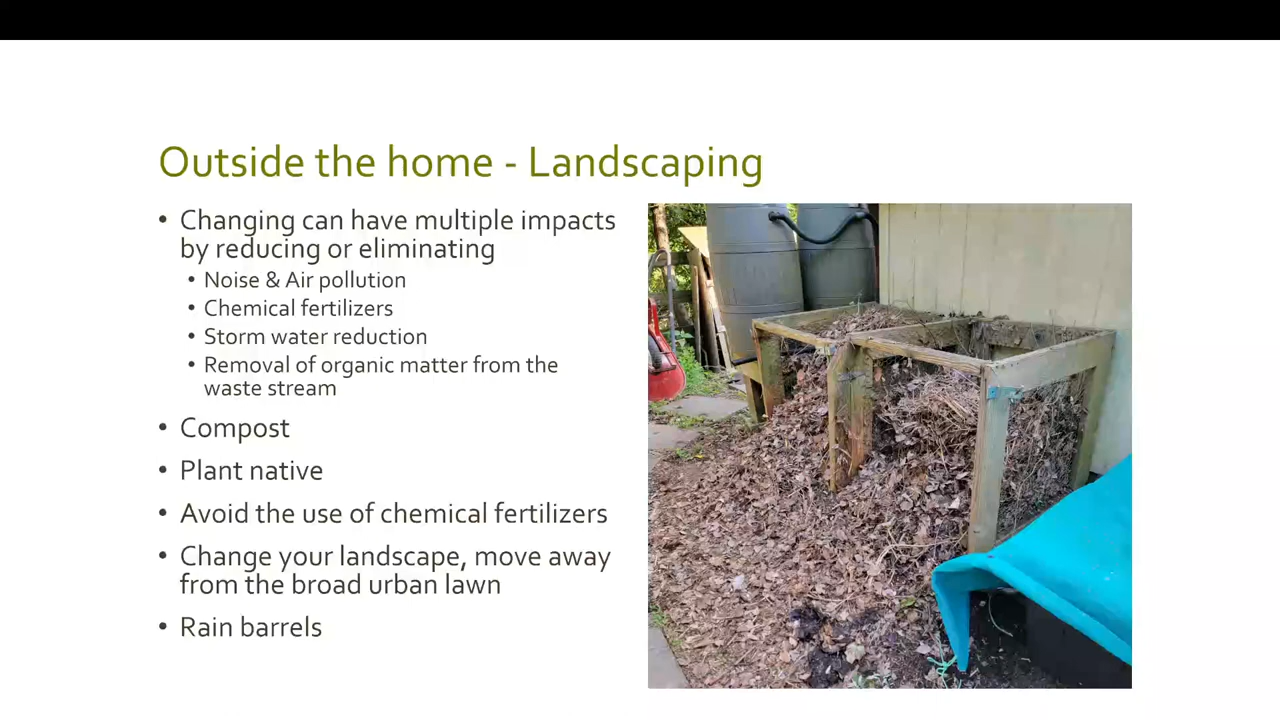 Outside the home - Landscaping
• Changing can have multiple impacts
by reducing or eliminating
• Noise & Air pollution
• Chemical fertilizers
• Storm water reduction
• Removal of organic matter from the
waste stream
• Compost
• Plant native
• Avoid the use of chemical fertilizers
• Change your landscape, move away
from the broad urban lawn
• Rain barrels